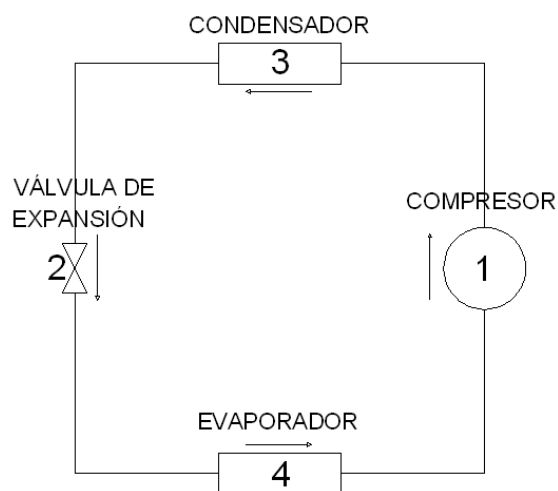 CONDENSADOR
3
VÁLVULA DE
EXPANSIÓN
2
COMPRESOR
1
EVAPORADOR
4